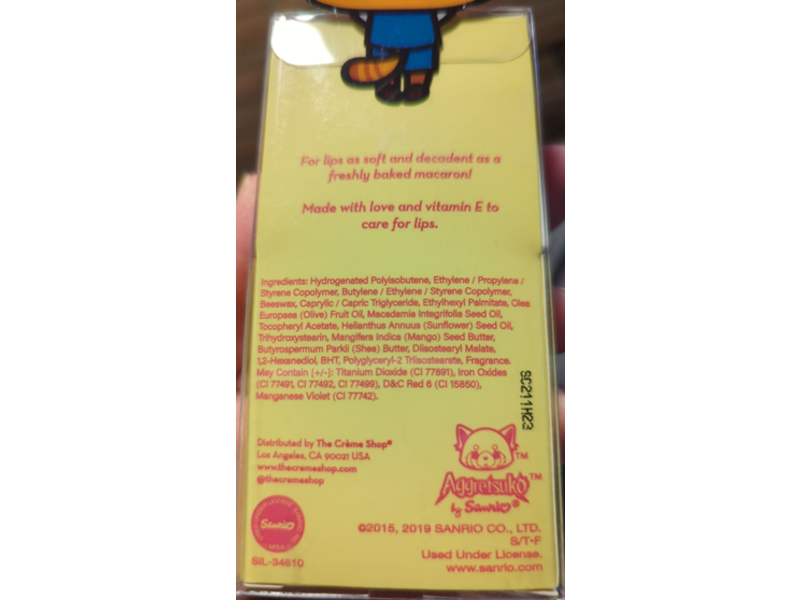 For lips as soft and decadent as a
freshly baked macaron!
Made with love and vitamin E to
care for lips.
Ingredients: Hydrogenated Polyisobutene, Ethylene / Propylene /
Styrene Copolymer, Butylene / Ethylene / Styrene Copolymer,
Beeswax, Caprylic / Capric Triglyceride, Ethylhexyl Palmitate, Olea
Europaea (Olive) Fruit Oil, Macadamia Integrifolia Seed Oil,
Tocopheryl Acetate, Helianthus Annuus (Sunflower) Seed Oil,
Trihydroxystearin, Mangifera Indica (Mango) Seed Butter,
Butyrospermum Parkii (Shea) Butter, Diisostearyl Malate,
1,2-Hexanediol, BHT, Polyglyceryl-2 Triisostearate, Fragrance.
May Contain [+/-]: Titanium Dioxide (CI 77891), Iron Oxides
(CI 77491, CI 77492, CI 77499), D&C Red 6 (CI 15850),
Manganese Violet (CI 77742).
SC211H23
Distributed by The Crème Shop®
Los Angeles, CA 90021 USA
www.thecremeshop.com
@thecremeshop
TM
Aggretsuko™
by Sanrio®
Sanrio
SIL-34610
©2015, 2019 SANRIO CO., LTD.
S/T·F
Used Under License.
www.sanrio.com